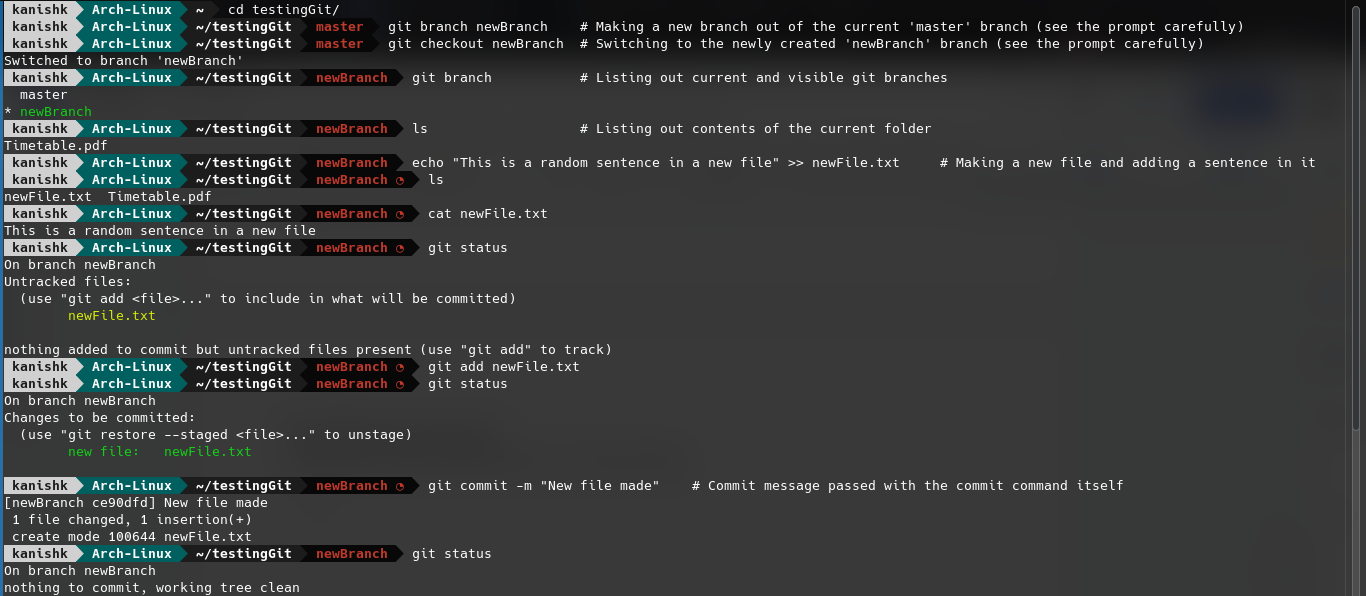 kanishk Arch-Linux ~ cd testingGit/
kanishk Arch-Linux ~/testingGit master git branch newBranch    # Making a new branch out of the current 'master' branch (see the prompt carefully)
kanishk Arch-Linux ~/testingGit master git checkout newBranch  # Switching to the newly created 'newBranch' branch (see the prompt carefully)
Switched to branch 'newBranch'
kanishk Arch-Linux ~/testingGit newBranch git branch           # Listing out current and visible git branches
  master
* newBranch
kanishk Arch-Linux ~/testingGit newBranch ls                   # Listing out contents of the current folder
Timetable.pdf
kanishk Arch-Linux ~/testingGit newBranch echo "This is a random sentence in a new file" >> newFile.txt     # Making a new file and adding a sentence in it
kanishk Arch-Linux ~/testingGit newBranch ◔ ls
newFile.txt  Timetable.pdf
kanishk Arch-Linux ~/testingGit newBranch ◔ cat newFile.txt
This is a random sentence in a new file
kanishk Arch-Linux ~/testingGit newBranch ◔ git status
On branch newBranch
Untracked files:
  (use "git add <file>..." to include in what will be committed)
        newFile.txt
nothing added to commit but untracked files present (use "git add" to track)
kanishk Arch-Linux ~/testingGit newBranch ◔ git add newFile.txt
kanishk Arch-Linux ~/testingGit newBranch ◔ git status
On branch newBranch
Changes to be committed:
  (use "git restore --staged <file>..." to unstage)
        new file:   newFile.txt
kanishk Arch-Linux ~/testingGit newBranch ◔ git commit -m "New file made"    # Commit message passed with the commit command itself
[newBranch ce90dfd] New file made
 1 file changed, 1 insertion(+)
 create mode 100644 newFile.txt
kanishk Arch-Linux ~/testingGit newBranch git status
On branch newBranch
nothing to commit, working tree clean